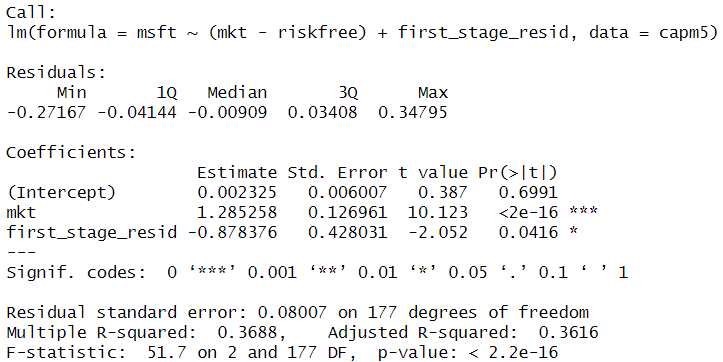 Call:
lm(formula = msft ~ (mkt - riskfree) + first_stage_resid, data = capm5)

Residuals:
     Min       1Q   Median       3Q      Max
-0.27167 -0.04144 -0.00909  0.03408  0.34795

Coefficients:
                   Estimate Std. Error t value Pr(>|t|)
(Intercept)        0.002325   0.006007   0.387   0.6991
mkt                1.285258   0.126961  10.123   <2e-16 ***
first_stage_resid -0.878376   0.428031  -2.052   0.0416 *
---
Signif. codes:  0 ‘***’ 0.001 ‘**’ 0.01 ‘*’ 0.05 ‘.’ 0.1 ‘ ’ 1

Residual standard error: 0.08007 on 177 degrees of freedom
Multiple R-squared:  0.3688,    Adjusted R-squared:  0.3616
F-statistic:  51.7 on 2 and 177 DF,  p-value: < 2.2e-16